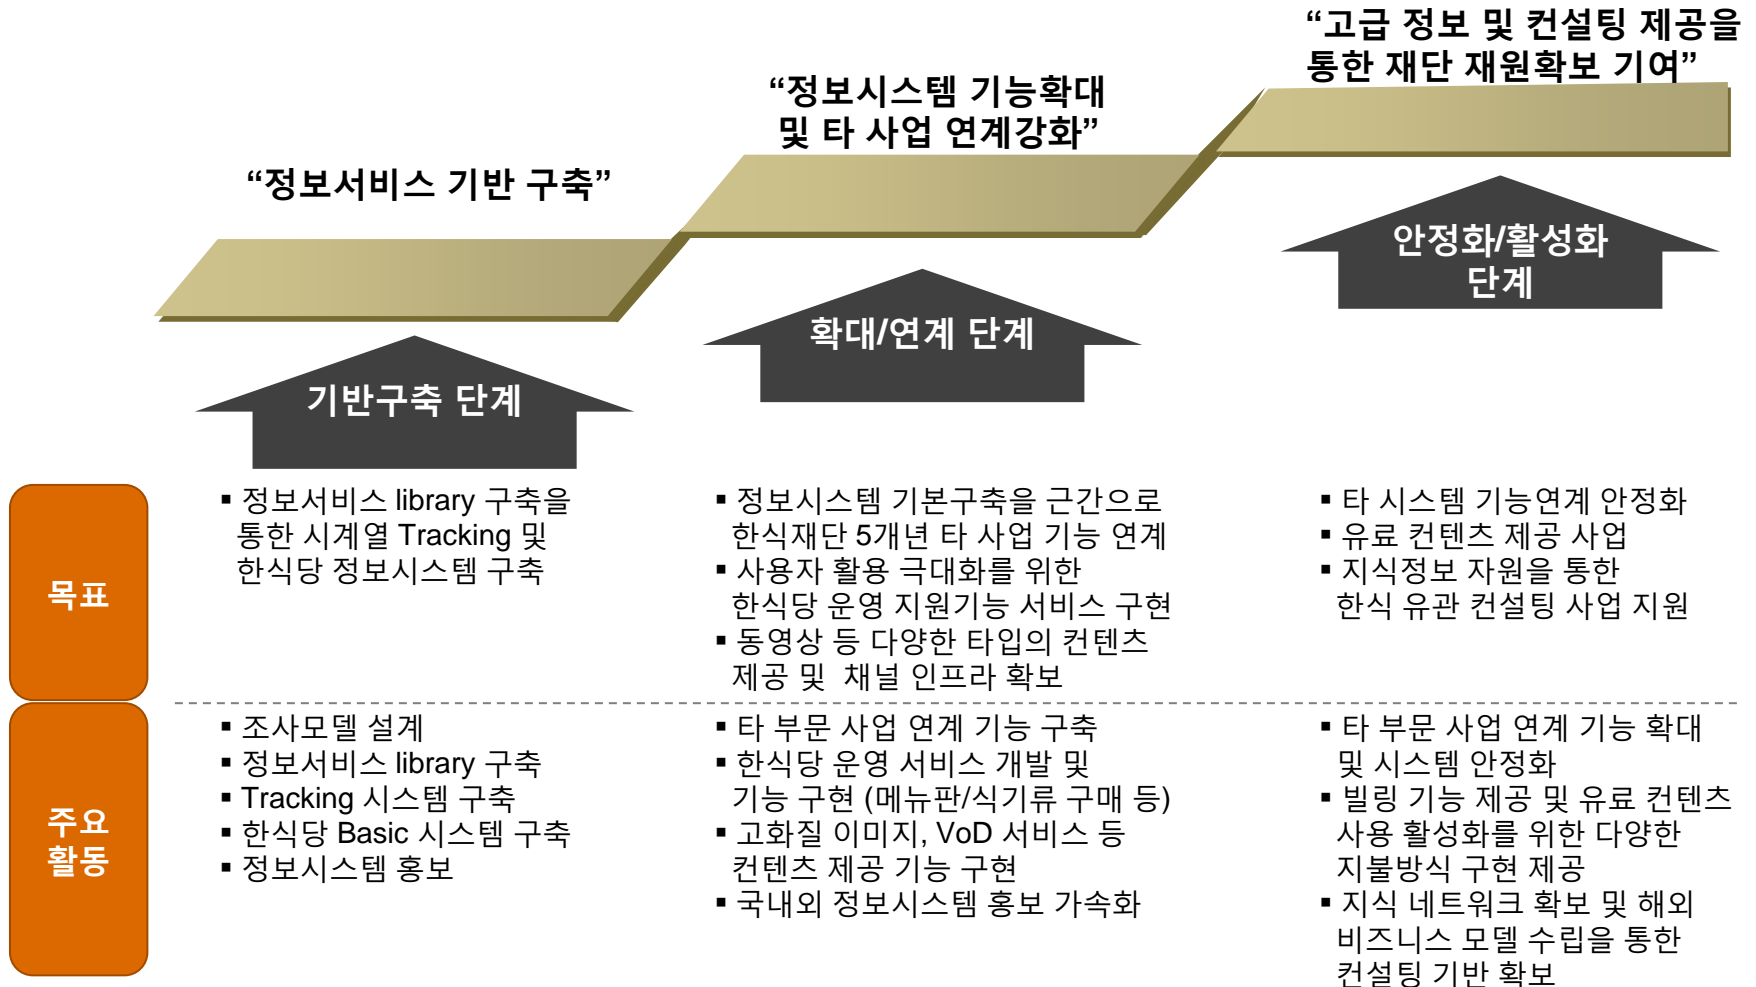 “고급 정보 및 컨설팅 제공을
통한 재단 재원확보 기여”
“정보시스템 기능확대
및 타 사업 연계강화”
“정보서비스 기반 구축”
안정화/활성화
단계
확대/연계 단계
기반구축 단계
목표
▪ 정보서비스 library 구축을
통한 시계열 Tracking 및
한식당 정보시스템 구축
▪ 정보시스템 기본구축을 근간으로
한식재단 5개년 타 사업 기능 연계
▪ 사용자 활용 극대화를 위한
한식당 운영 지원기능 서비스 구현
▪ 동영상 등 다양한 타입의 컨텐츠
제공 및 채널 인프라 확보
▪ 타 시스템 기능연계 안정화
▪ 유료 컨텐츠 제공 사업
▪ 지식정보 자원을 통한
한식 유관 컨설팅 사업 지원
주요
활동
▪ 조사모델 설계
▪ 정보서비스 library 구축
▪ Tracking 시스템 구축
▪ 한식당 Basic 시스템 구축
▪ 정보시스템 홍보
▪ 타 부문 사업 연계 기능 구축
▪ 한식당 운영 서비스 개발 및
기능 구현 (메뉴판/식기류 구매 등)
▪ 고화질 이미지, VoD 서비스 등
컨텐츠 제공 기능 구현
▪ 국내외 정보시스템 홍보 가속화
▪ 타 부문 사업 연계 기능 확대
및 시스템 안정화
▪ 빌링 기능 제공 및 유료 컨텐츠
사용 활성화를 위한 다양한
지불방식 구현 제공
▪ 지식 네트워크 확보 및 해외
비즈니스 모델 수립을 통한
컨설팅 기반 확보